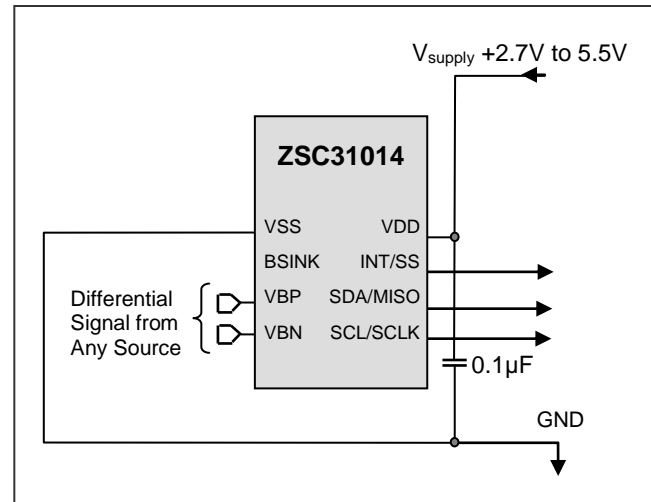 Vsupply +2.7V to 5.5V
ZSC31014
VSS VDD
BSINK INT/SS
VBP SDA/MISO
VBN SCL/SCLK
Differential
Signal from
Any Source
0.1µF
GND